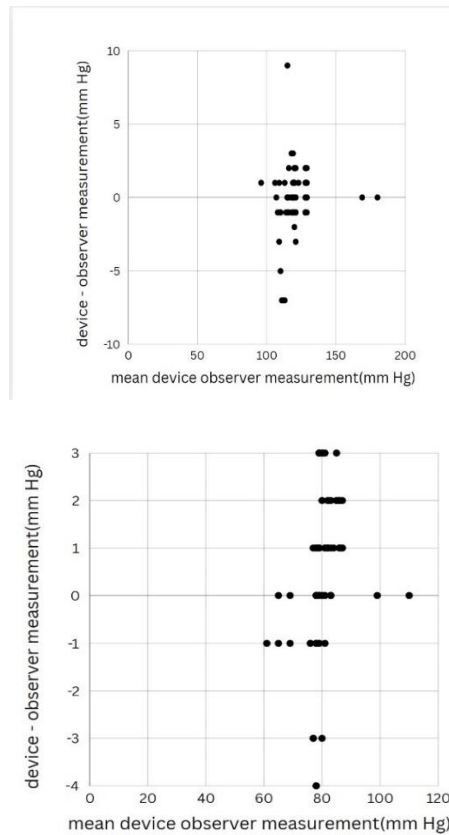 10
5
0
-5
-10
device - observer measurement(mm Hg)
0 50 100 150 200
mean device observer measurement(mm Hg)
3
2
1
0
-1
-2
-3
-4
device - observer measurement(mm Hg)
0 20 40 60 80 100 120
mean device observer measurement(mm Hg)